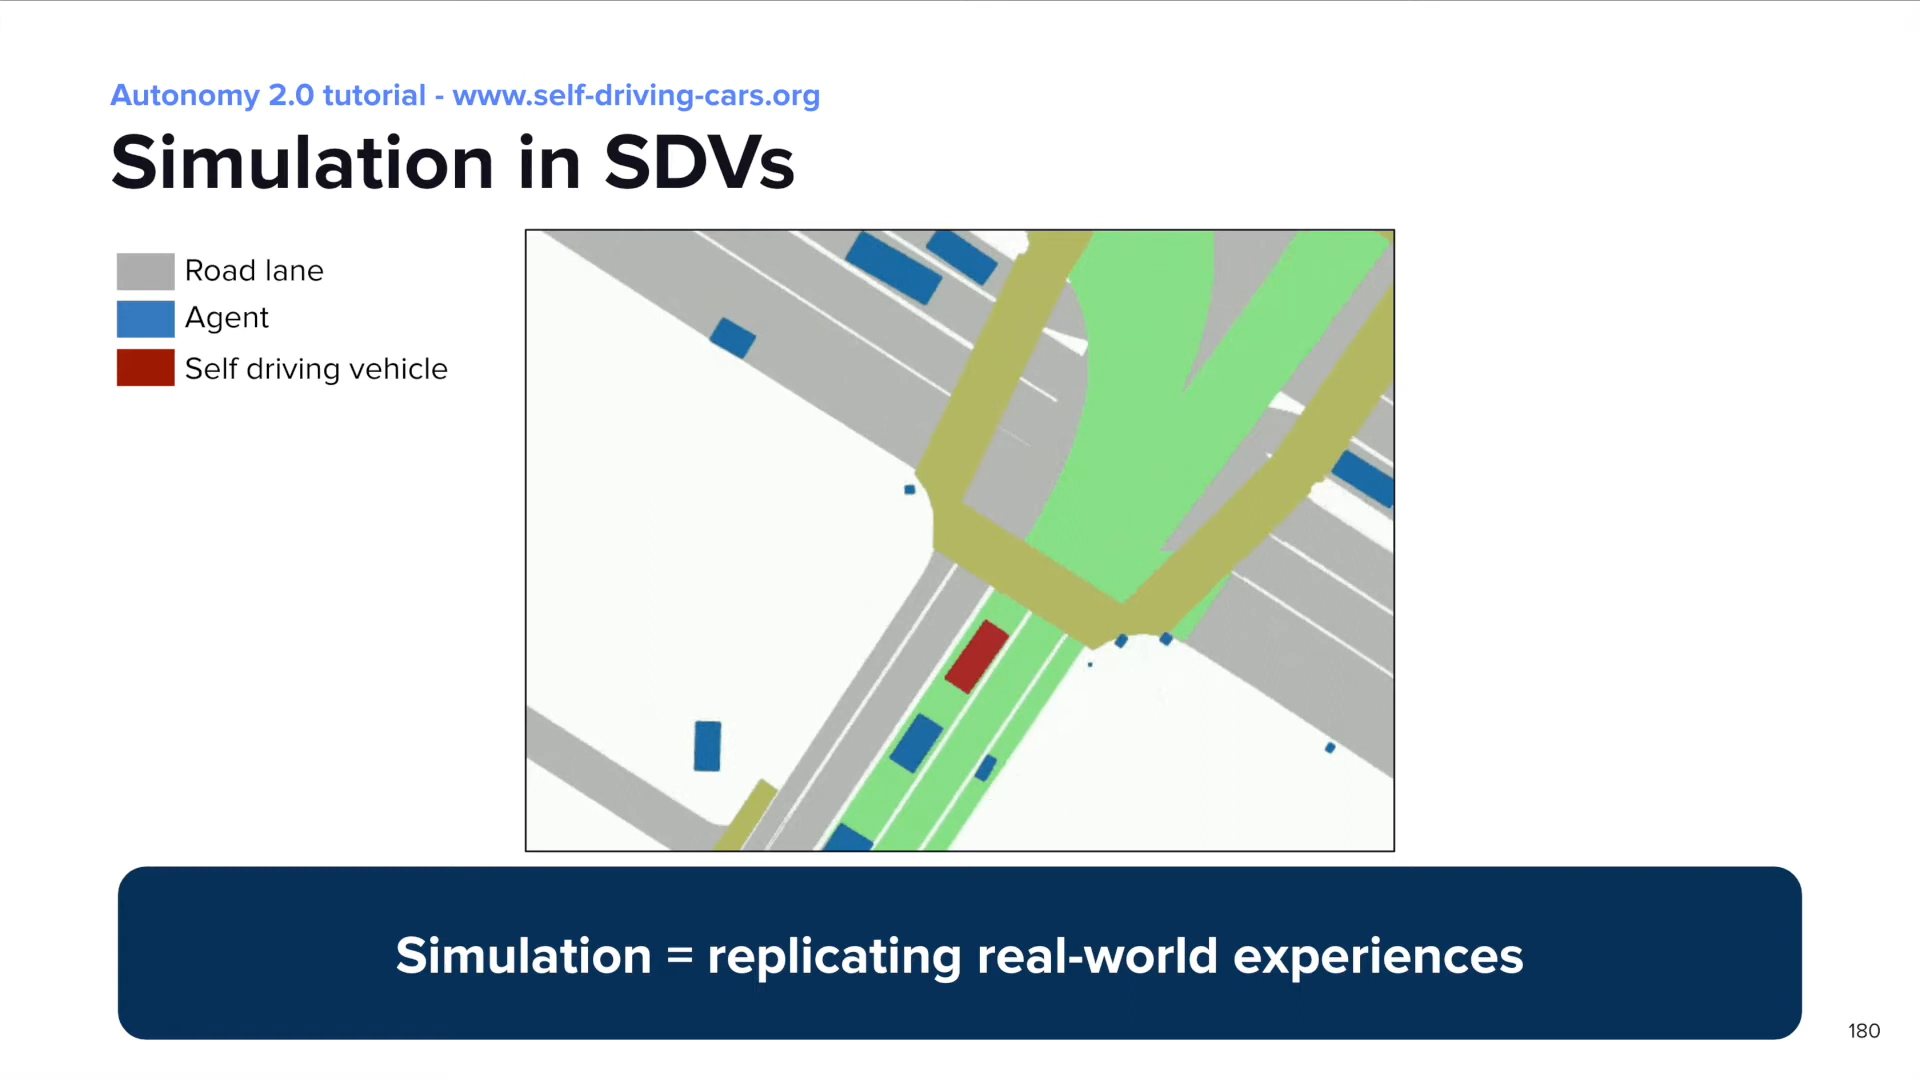 Autonomy 2.0 tutorial - www.self-driving-cars.org
Simulation in SDVs
Road lane
Agent
Self driving vehicle
Simulation = replicating real-world experiences
180